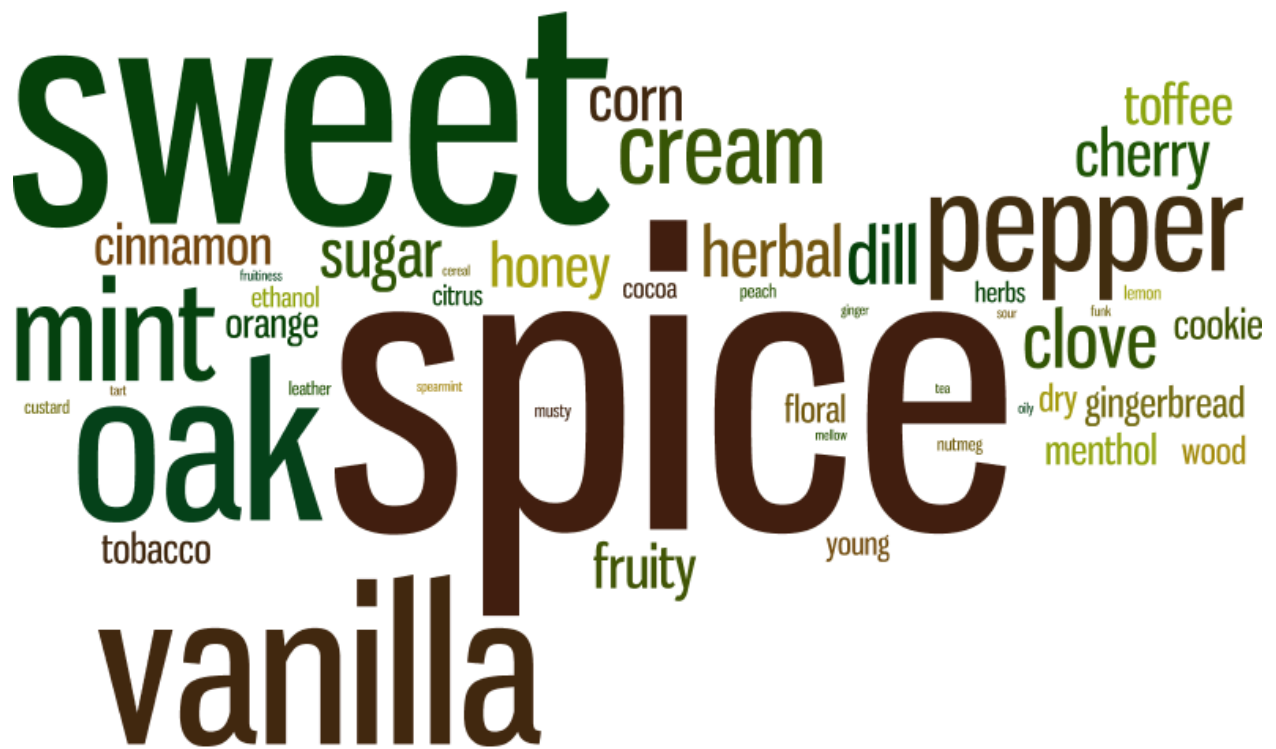 sweet
corn
cream
toffee
cherry
pepper
cinnamon
sugar
honey
herbal
dill
fruitiness
cereal
mint
ethanol
citrus
cocoa
peach
herbs
lemon
orange
ginger
sour
funk
clove
cookie
spice
oak
custard
tart
leather
spearmint
musty
floral
mellow
tea
oily
dry
gingerbread
nutmeg
menthol
wood
tobacco
fruity
young
vanilla